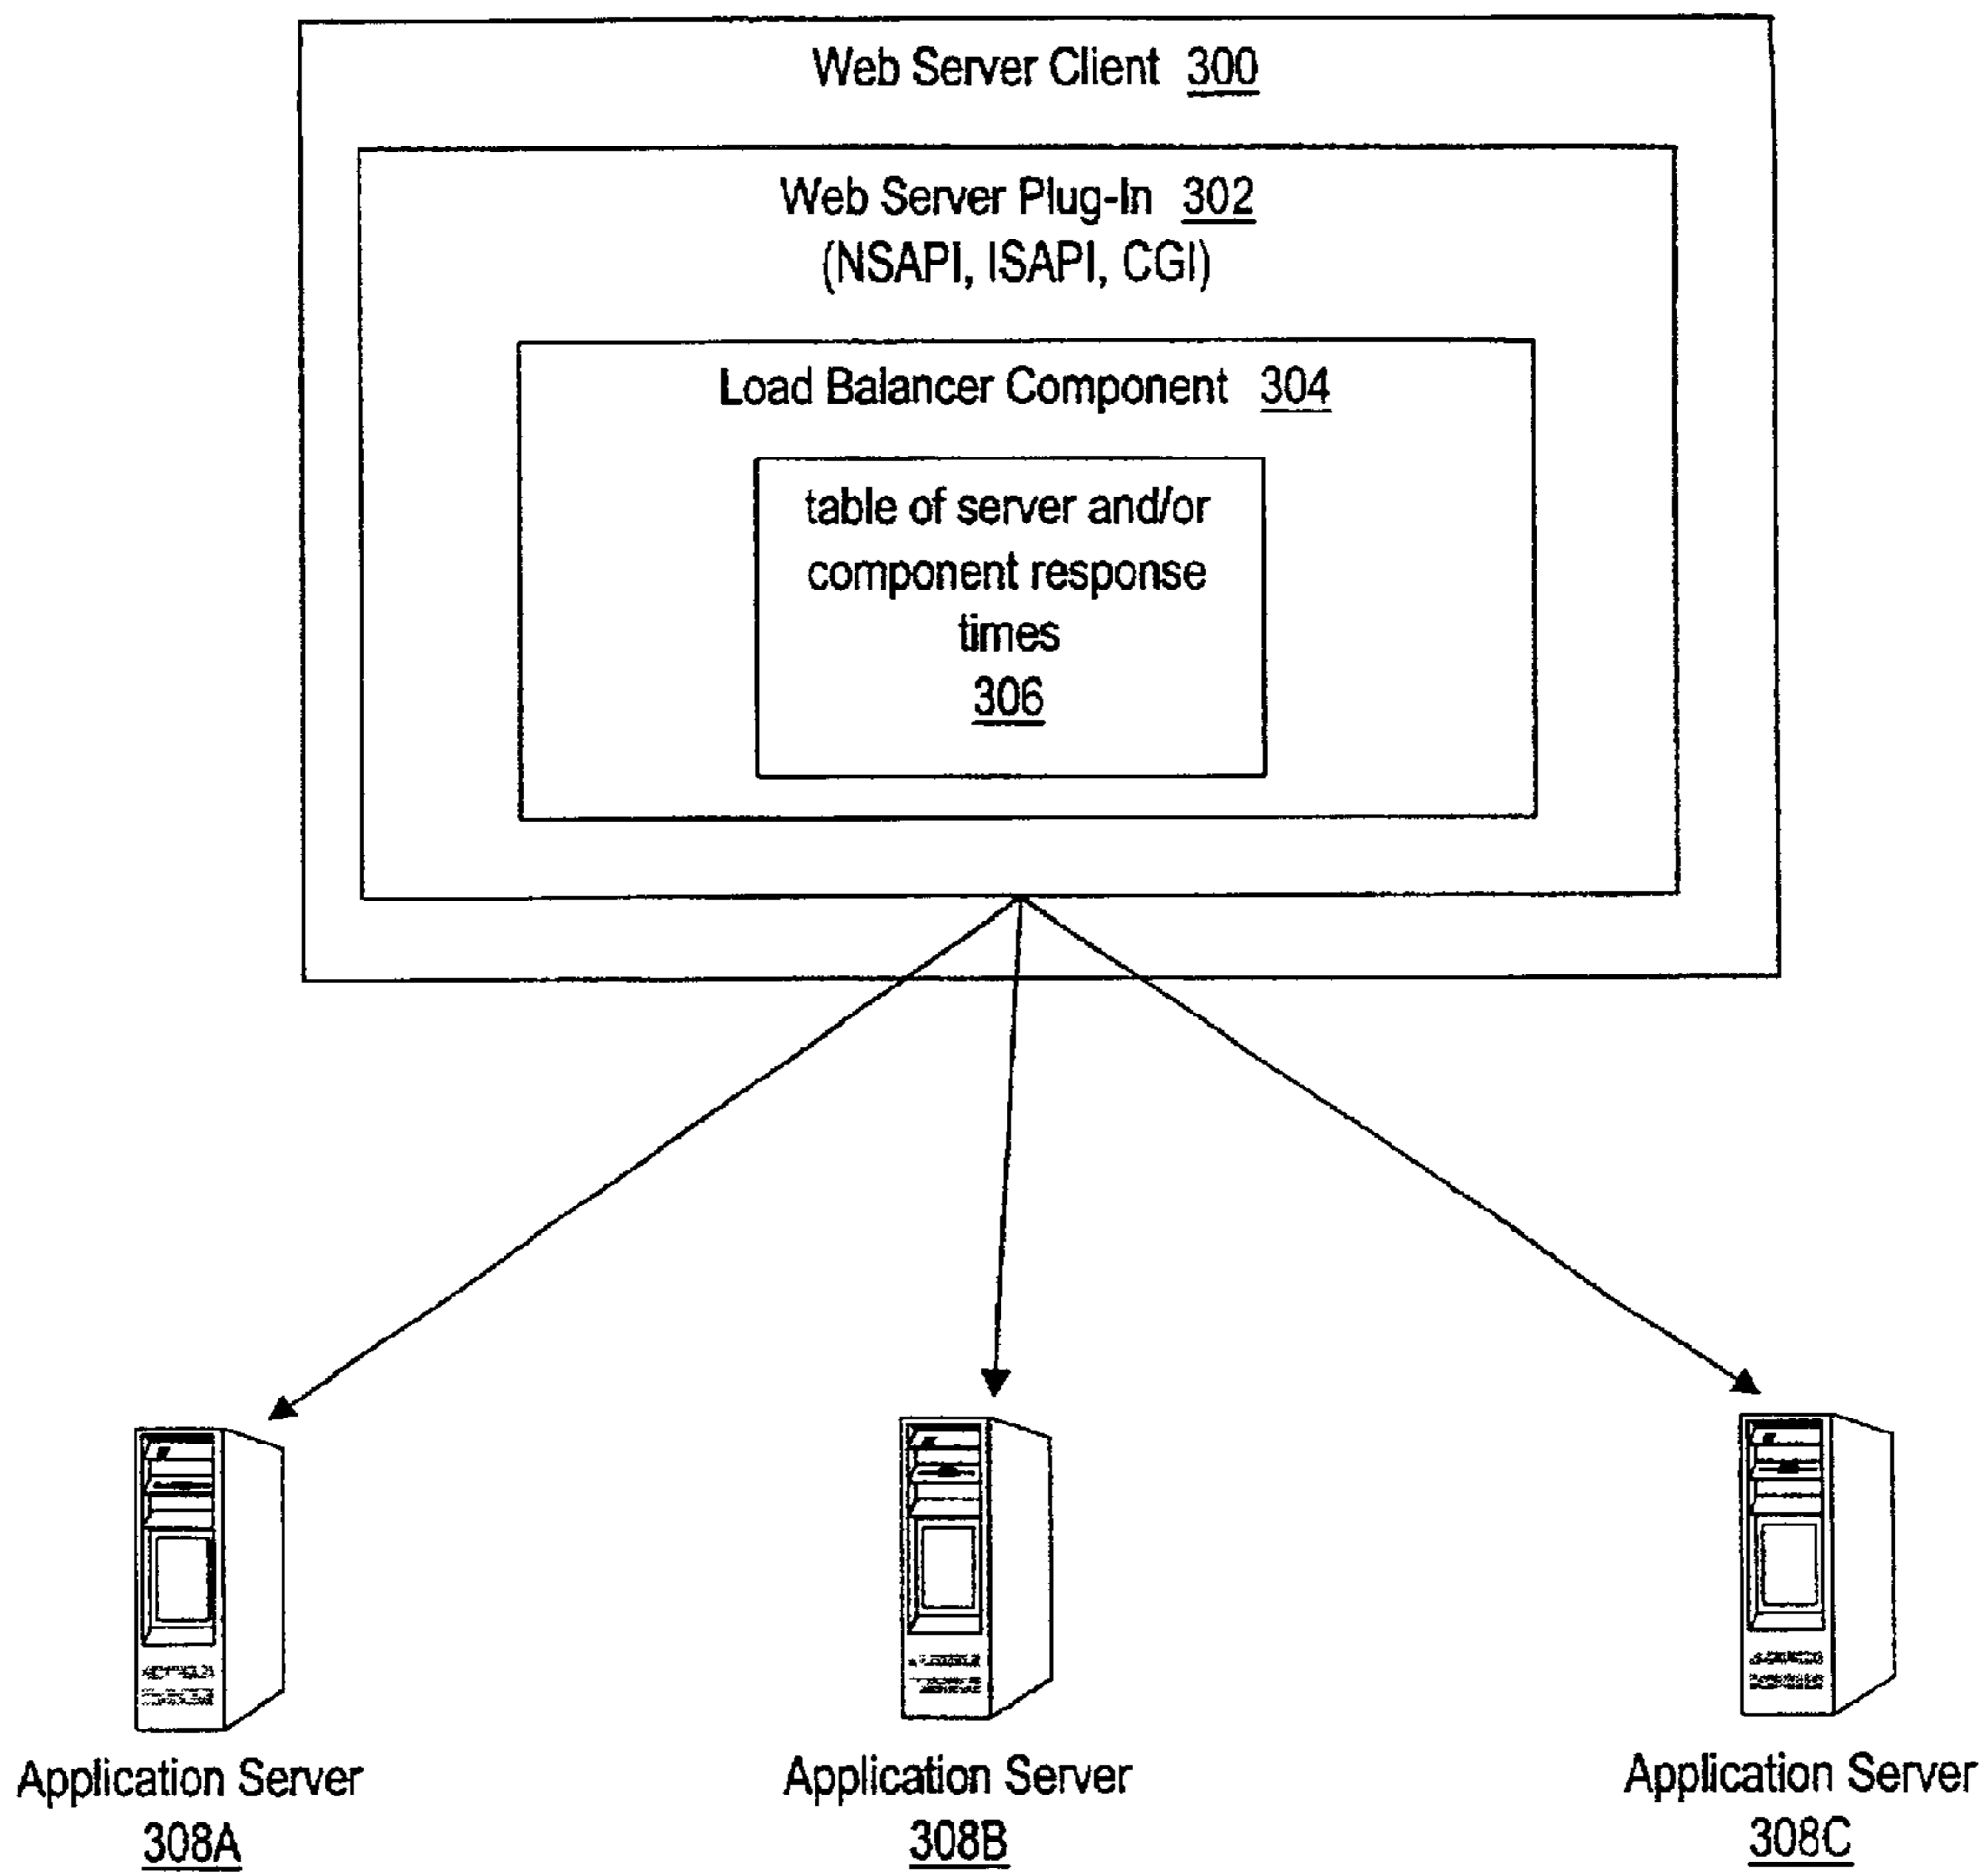 Web Server Client 300
Web Server Plug-In 302
(NSAPI, ISAPI, CGI)
Load Balancer Component 304
table of server and/or
component response
times
306
Application Server
308A
Application Server
308B
Application Server
308C